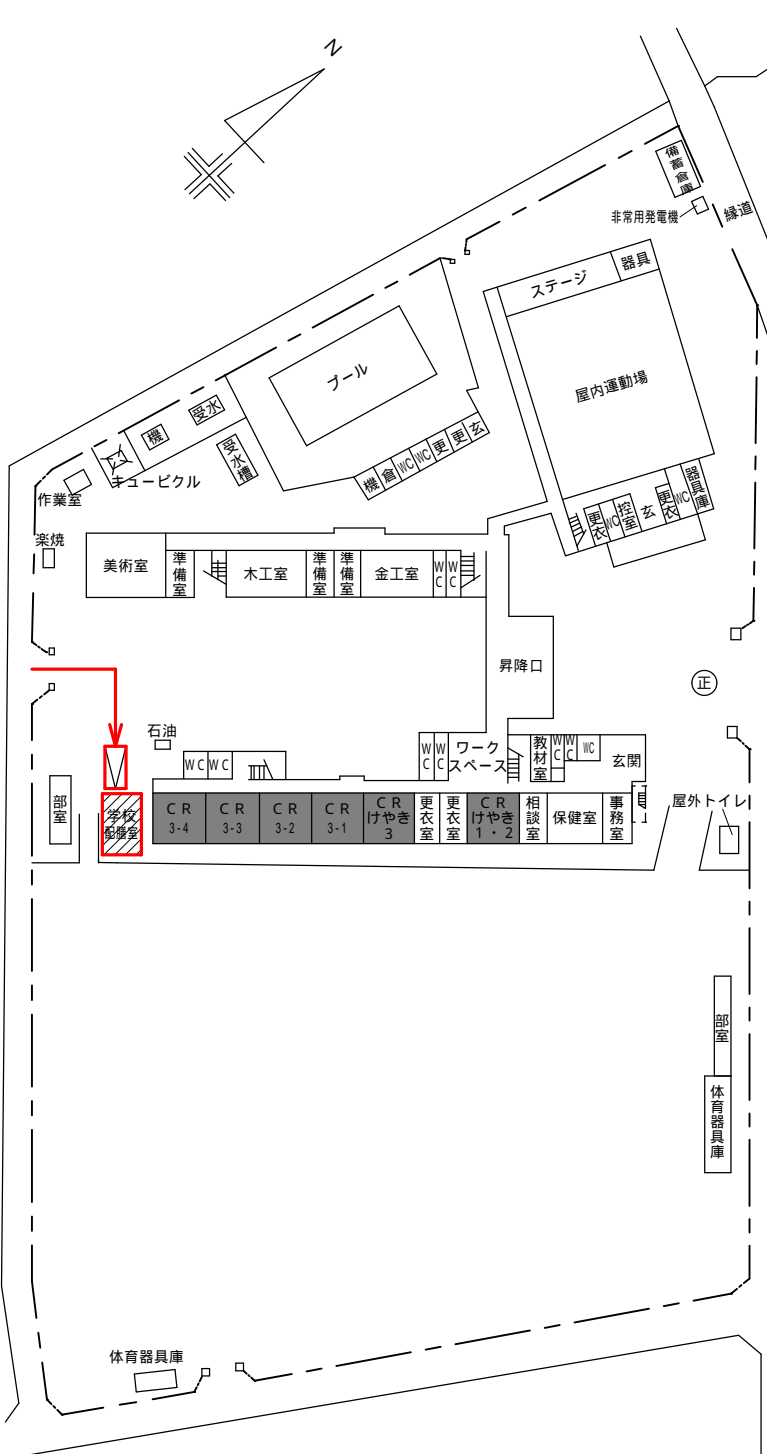 N
備蓄倉庫
非常用発電機
緑道
ステージ
器具
プール
屋内運動場
受水
機
受水槽
キュービクル
作業室
機
倉
WC
WC
更
更
玄
更衣
WC
控室
玄
更衣
WC
器具庫
楽焼
美術室
準備室
木工室
準備室
準備室
金工室
WC
WC
昇降口
正
石油
WC
WC
WC
WC
ワーク
スペース
教材室
WC
WC
WC
玄関
部室
学校
配膳室
CR
3-4
CR
3-3
CR
3-2
CR
3-1
CR
けやき
3
更衣室
更衣室
CR
けやき
1・2
相談室
保健室
事務室
屋外トイレ
部室
体育器具庫
体育器具庫